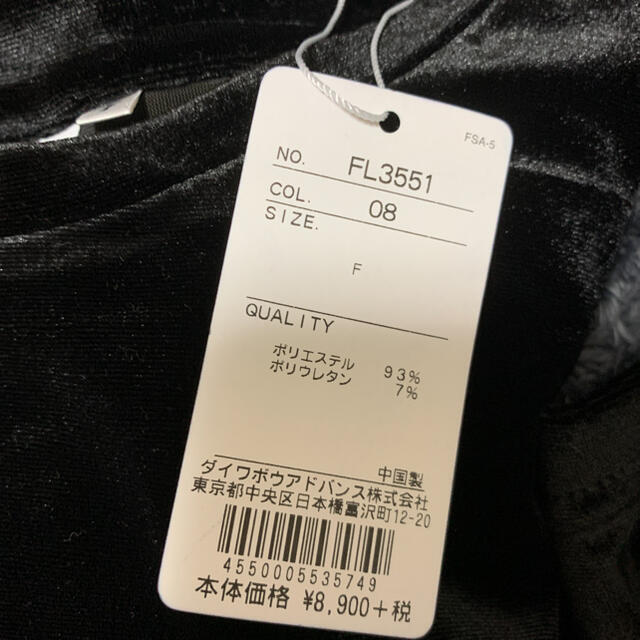 FSA-5
NO. FL3551
COL. 08
SIZE.
F
QUALITY
ポリエステル 93%
ポリウレタン 7%
中国製
ダイワボウアドバンス株式会社
東京都中央区日本橋富沢町12-20
4550005535749
本体価格 ¥8,900+税